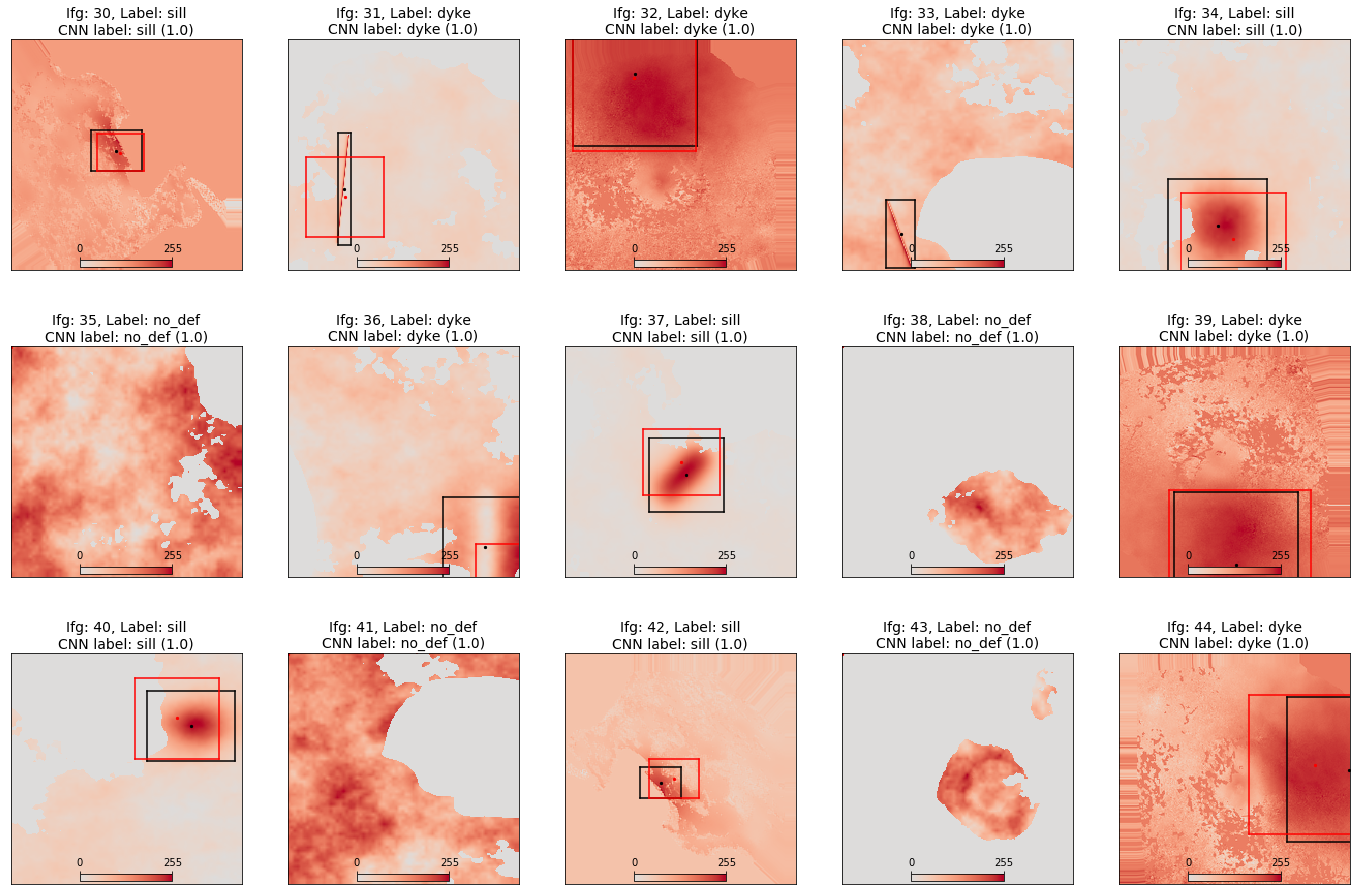 Ifg: 30, Label: sill
CNN label: sill (1.0)
0 255
Ifg: 31, Label: dyke
CNN label: dyke (1.0)
0 255
Ifg: 32, Label: dyke
CNN label: dyke (1.0)
0 255
Ifg: 33, Label: dyke
CNN label: dyke (1.0)
0 255
Ifg: 34, Label: sill
CNN label: sill (1.0)
0 255
Ifg: 35, Label: no_def
CNN label: no_def (1.0)
0 255
Ifg: 36, Label: dyke
CNN label: dyke (1.0)
0 255
Ifg: 37, Label: sill
CNN label: sill (1.0)
0 255
Ifg: 38, Label: no_def
CNN label: no_def (1.0)
0 255
Ifg: 39, Label: dyke
CNN label: dyke (1.0)
0 255
Ifg: 40, Label: sill
CNN label: sill (1.0)
0 255
Ifg: 41, Label: no_def
CNN label: no_def (1.0)
0 255
Ifg: 42, Label: sill
CNN label: sill (1.0)
0 255
Ifg: 43, Label: no_def
CNN label: no_def (1.0)
0 255
Ifg: 44, Label: dyke
CNN label: dyke (1.0)
0 255